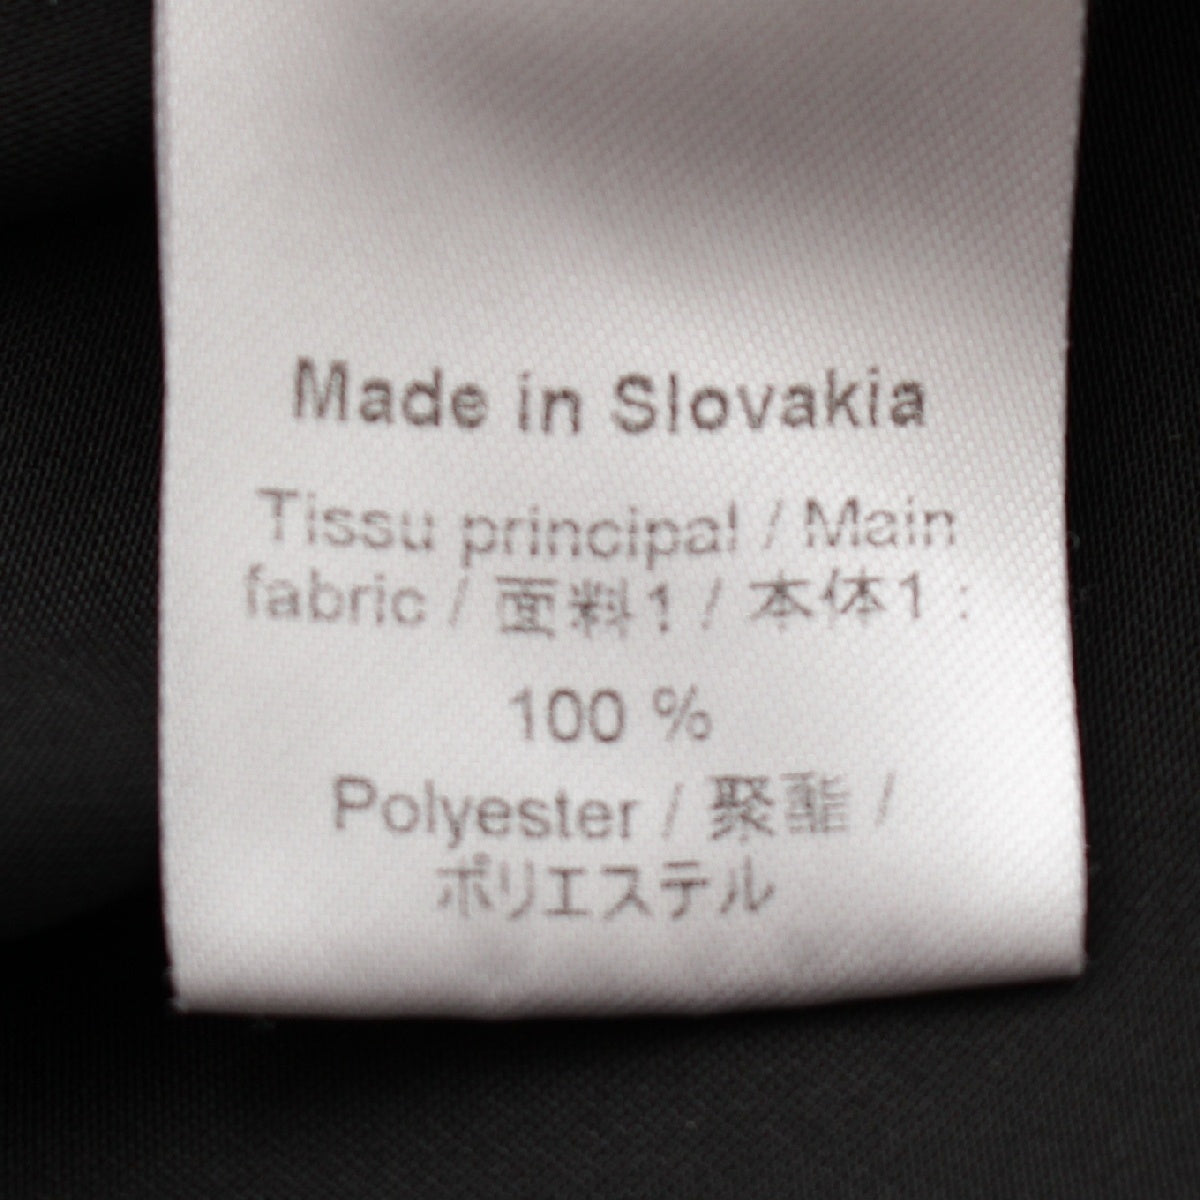 Made in Slovakia
Tissu principal / Main
fabric / 面料1 / 本体1 :
100 %
Polyester / 聚酯 /
ポリエステル